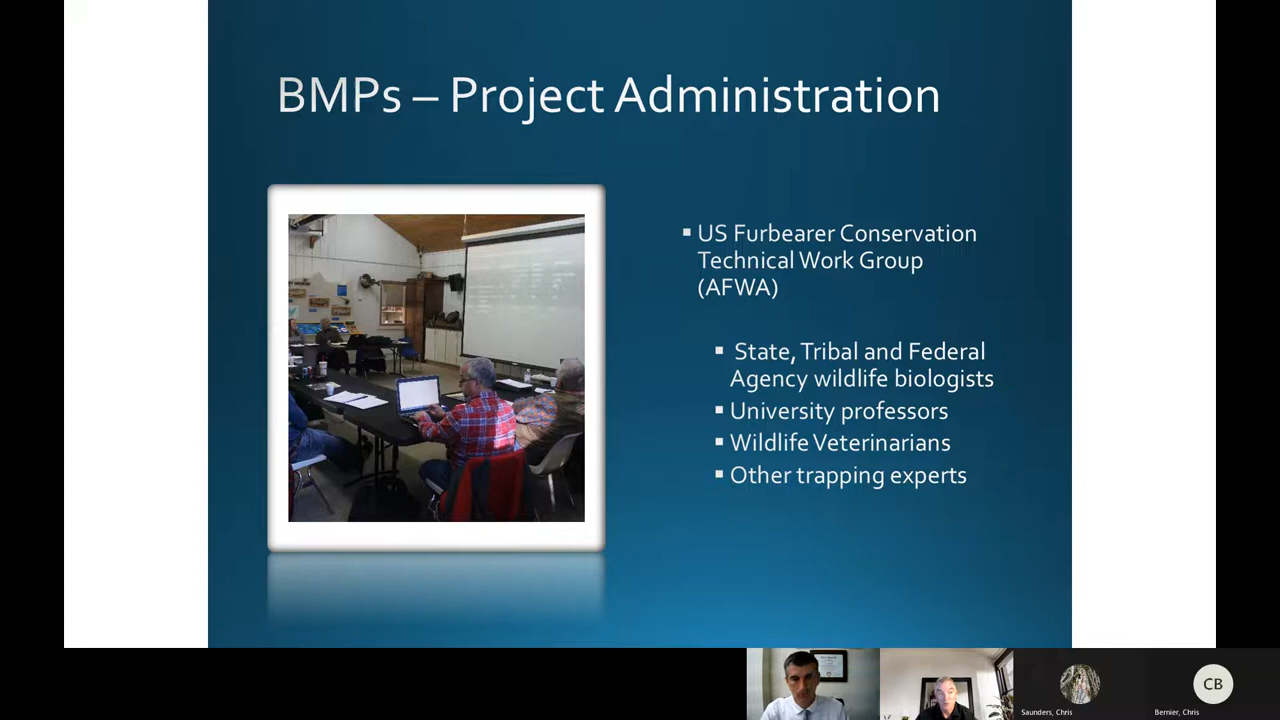 BMPs – Project Administration
US Furbearer Conservation
Technical Work Group
(AFWA)
State, Tribal and Federal
Agency wildlife biologists
University professors
Wildlife Veterinarians
Other trapping experts
CB
Saunders, Chris
Bernier, Chris